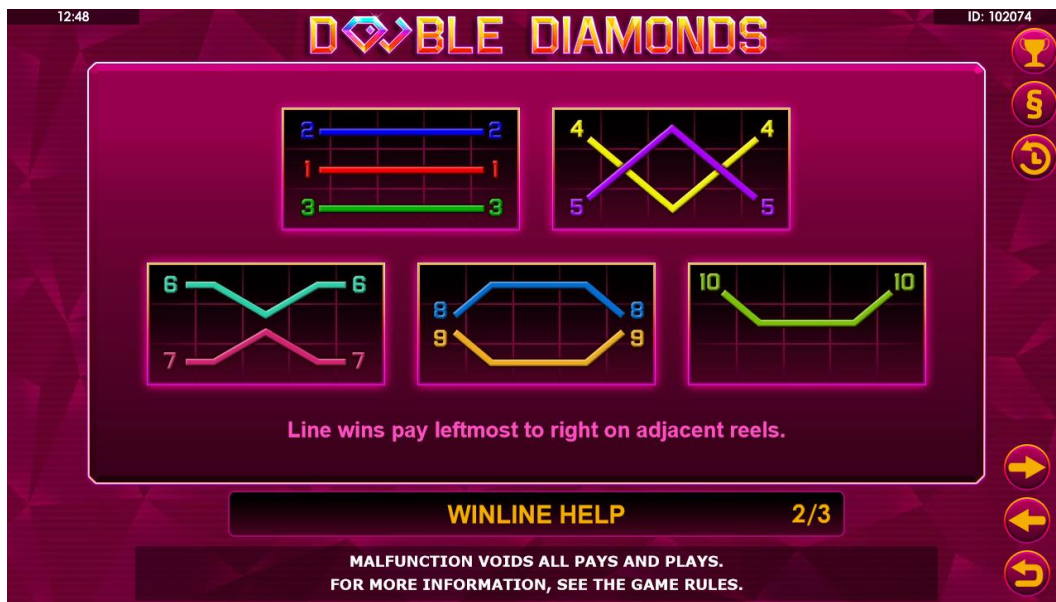 12:48
ID: 102074
DOUBLE DIAMONDS
§
2 2
1 1
3 3
4 4
5 5
6 6
7 7
8 8
9 9
10 10
Line wins pay leftmost to right on adjacent reels.
WINLINE HELP 2/3
MALFUNCTION VOIDS ALL PAYS AND PLAYS.
FOR MORE INFORMATION, SEE THE GAME RULES.